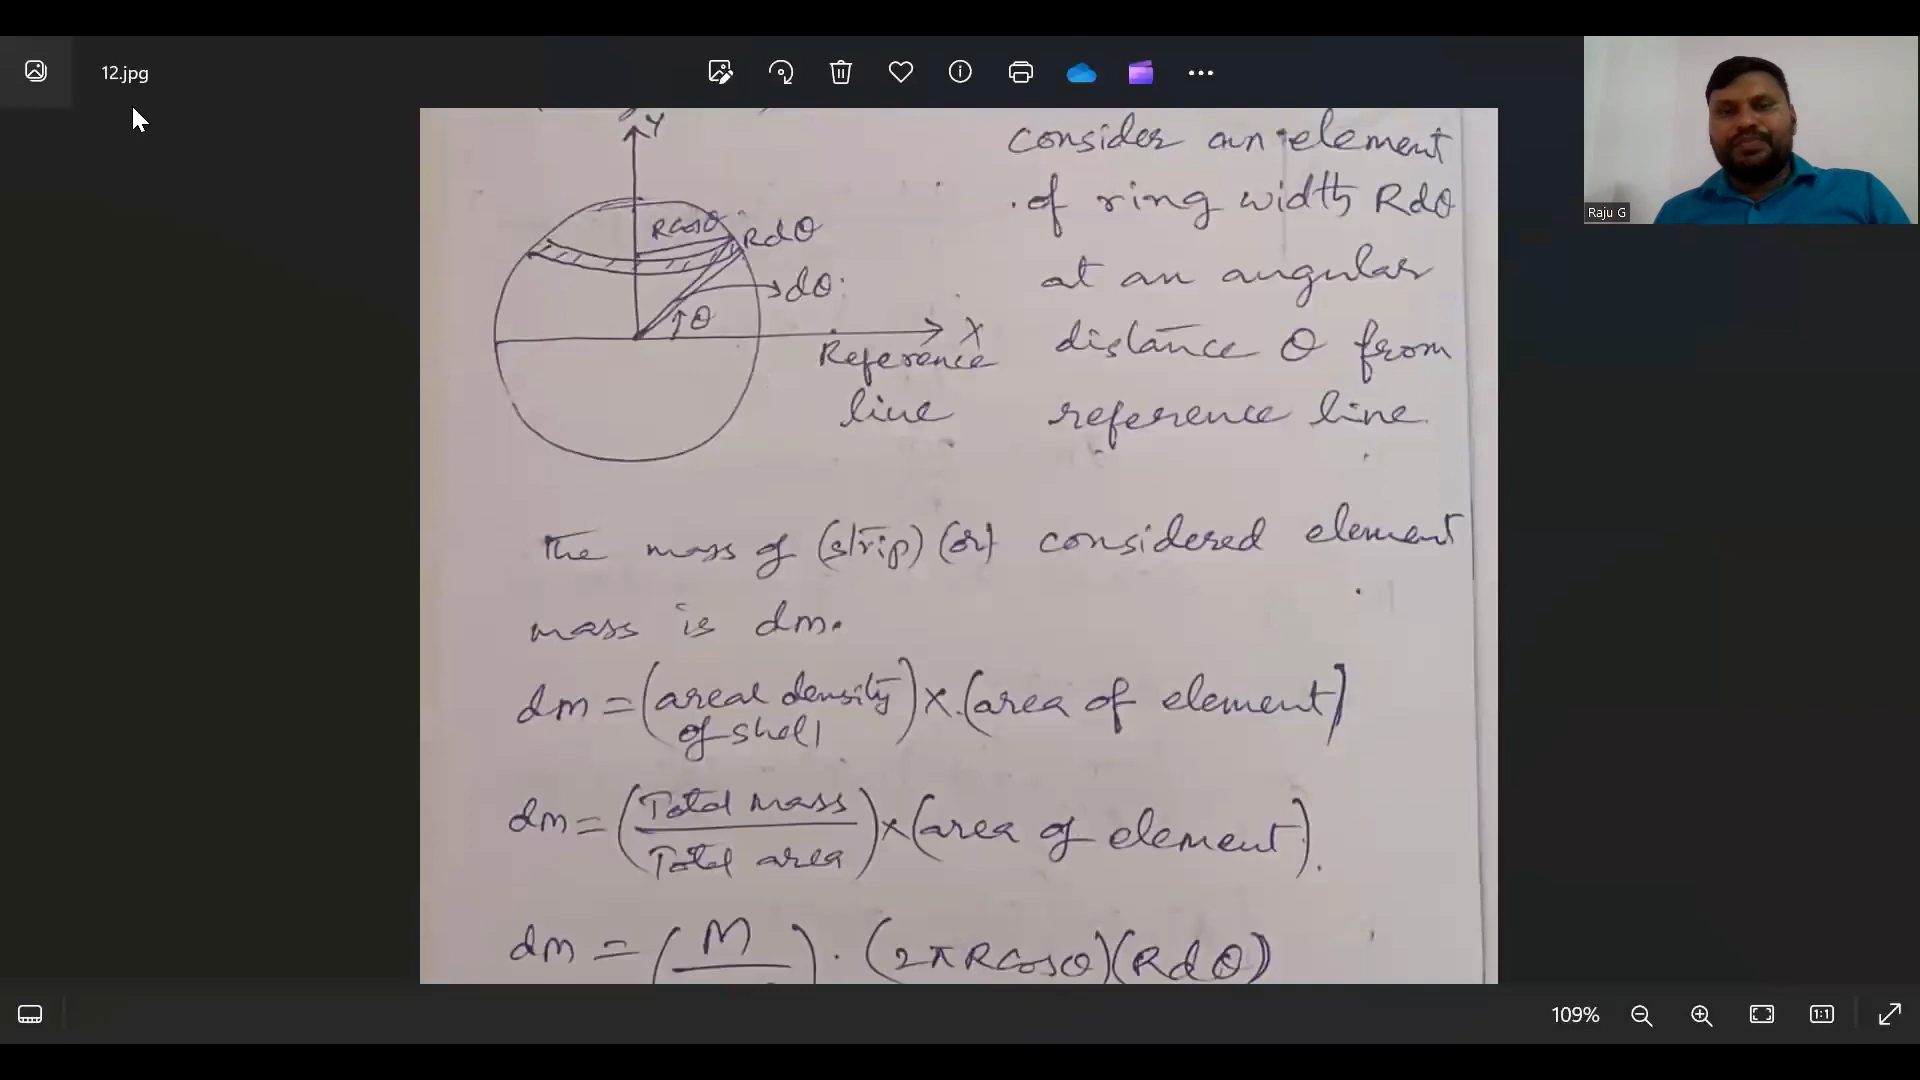 12.jpg
Raju G
Y
Rcosθ
Rdθ
dθ
θ
X
Reference
line
consider an element
of ring width Rdθ
at an angular
distance θ from
reference line.
The mass of (strip) (or) considered element
mass is dm.
dm = (areal density of shell) × (area of element)
dm = (Total mass / Total area) × (area of element).
dm = (M / ) . (2πRcosθ)(Rdθ)
109%
1:1